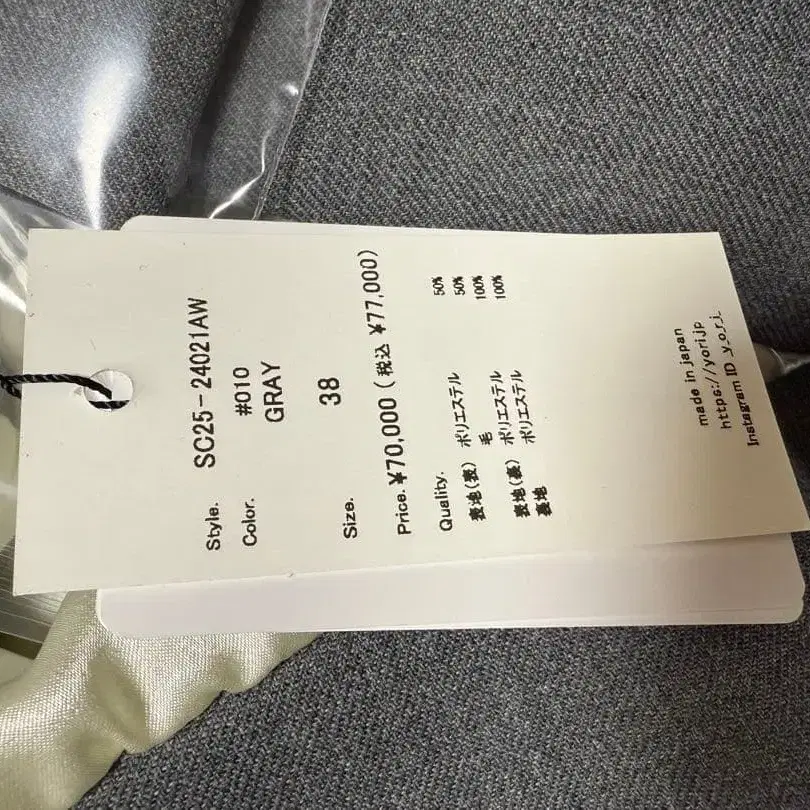 Style. SC25-24021AW
Color. #010
GRAY
Size. 38
Price. ¥70,000 (税込 ¥77,000)
Quality.
表地(表) ポリエステル 50%
毛 50%
表地(裏) ポリエステル 100%
裏地 ポリエステル 100%
made in japan
https://yori.jp
Instagram ID y_o_r_i_